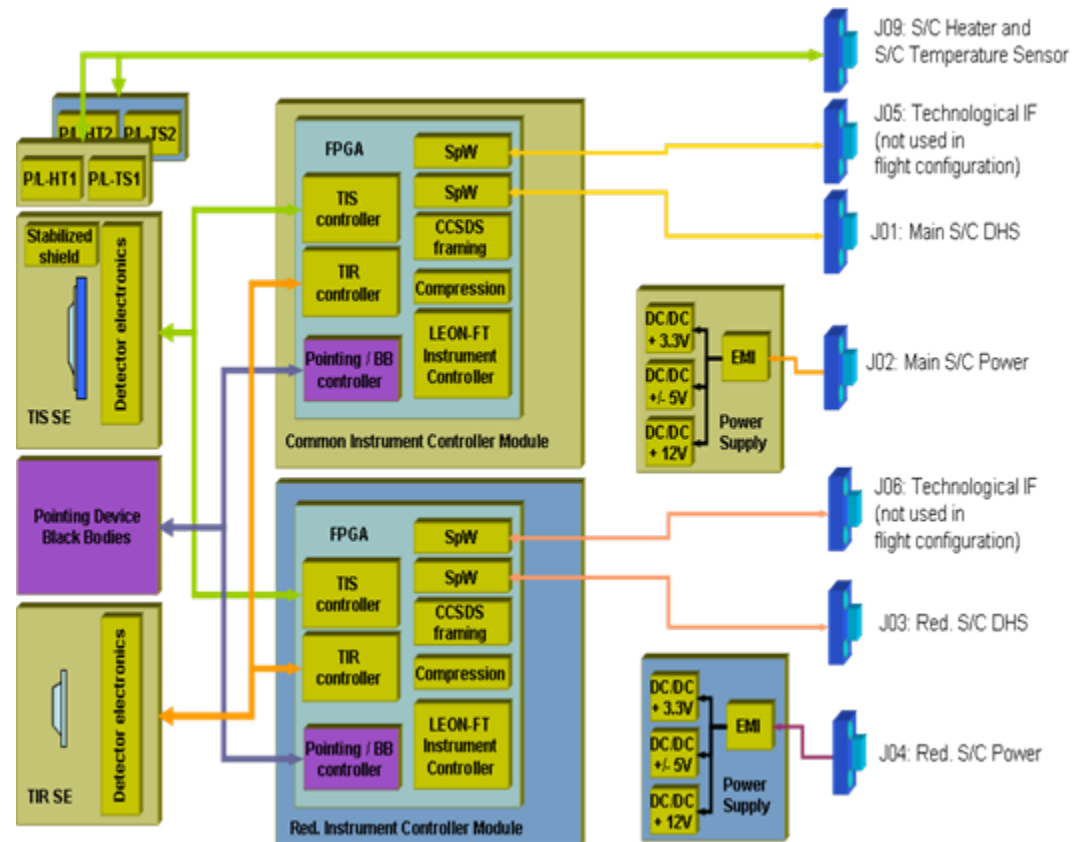 J09: S/C Heater and
S/C Temperature Sensor
P/L-HT2 P/L-TS2
P/L-HT1 P/L-TS1
J05: Technological IF
(not used in
flight configuration)
FPGA
SpW
TIS
controller
SpW
CCSDS
framing
J01: Main S/C DHS
Stabilized
shield
Detector electronics
TIS SE
TIR
controller
Compression
Pointing / BB
controller
LEON-FT
Instrument
Controller
Common Instrument Controller Module
DC/DC
+ 3.3V
EMI
DC/DC
+/- 5V
DC/DC
+ 12V
Power
Supply
J02: Main S/C Power
Pointing Device
Black Bodies
J06: Technological IF
(not used in
flight configuration)
FPGA
SpW
TIS
controller
SpW
CCSDS
framing
J03: Red. S/C DHS
Detector electronics
TIR SE
TIR
controller
Compression
Pointing / BB
controller
LEON-FT
Instrument
Controller
Red. Instrument Controller Module
DC/DC
+ 3.3V
EMI
DC/DC
+/- 5V
DC/DC
+ 12V
Power
Supply
J04: Red. S/C Power